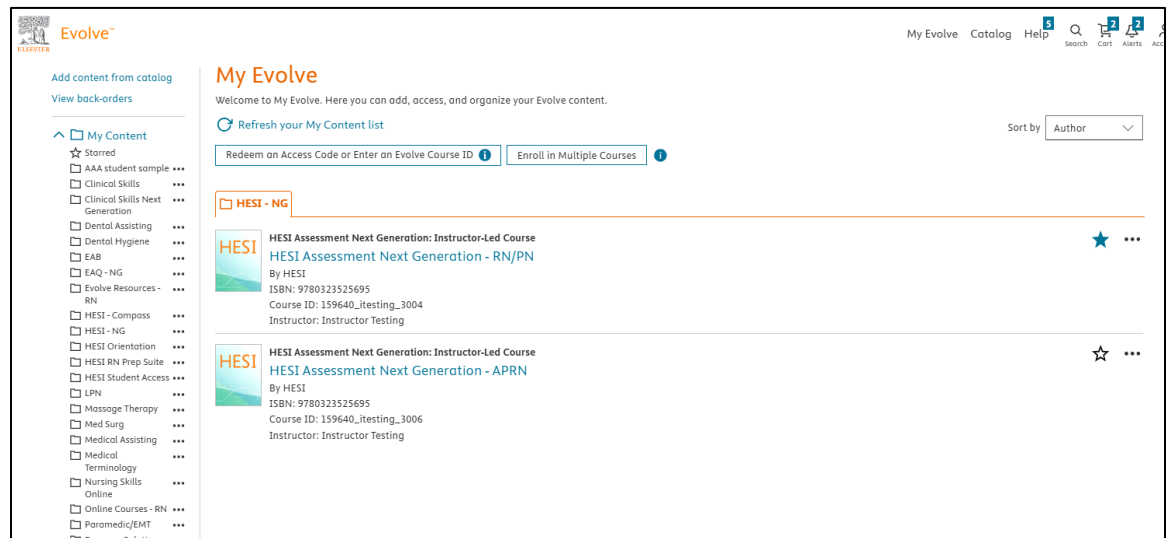 ELSEVIER
Evolve™
My Evolve Catalog Help 5 Search Cart 2 Alerts 2
Add content from catalog
View back-orders
My Content
Starred
AAA student sample •••
Clinical Skills •••
Clinical Skills Next •••
Generation
Dental Assisting •••
Dental Hygiene •••
EAB •••
EAQ - NG •••
Evolve Resources - •••
RN
HESI - Compass •••
HESI - NG •••
HESI Orientation •••
HESI RN Prep Suite •••
HESI Student Access •••
LPN •••
Massage Therapy •••
Med Surg •••
Medical Assisting •••
Medical •••
Terminology
Nursing Skills •••
Online
Online Courses - RN •••
Paramedic/EMT •••
My Evolve
Welcome to My Evolve. Here you can add, access, and organize your Evolve content.
Refresh your My Content list
Sort by Author
Redeem an Access Code or Enter an Evolve Course ID i
Enroll in Multiple Courses i
HESI - NG
HESI
HESI Assessment Next Generation: Instructor-Led Course
HESI Assessment Next Generation - RN/PN
By HESI
ISBN: 9780323525695
Course ID: 159640_itesting_3004
Instructor: Instructor Testing
HESI
HESI Assessment Next Generation: Instructor-Led Course
HESI Assessment Next Generation - APRN
By HESI
ISBN: 9780323525695
Course ID: 159640_itesting_3006
Instructor: Instructor Testing